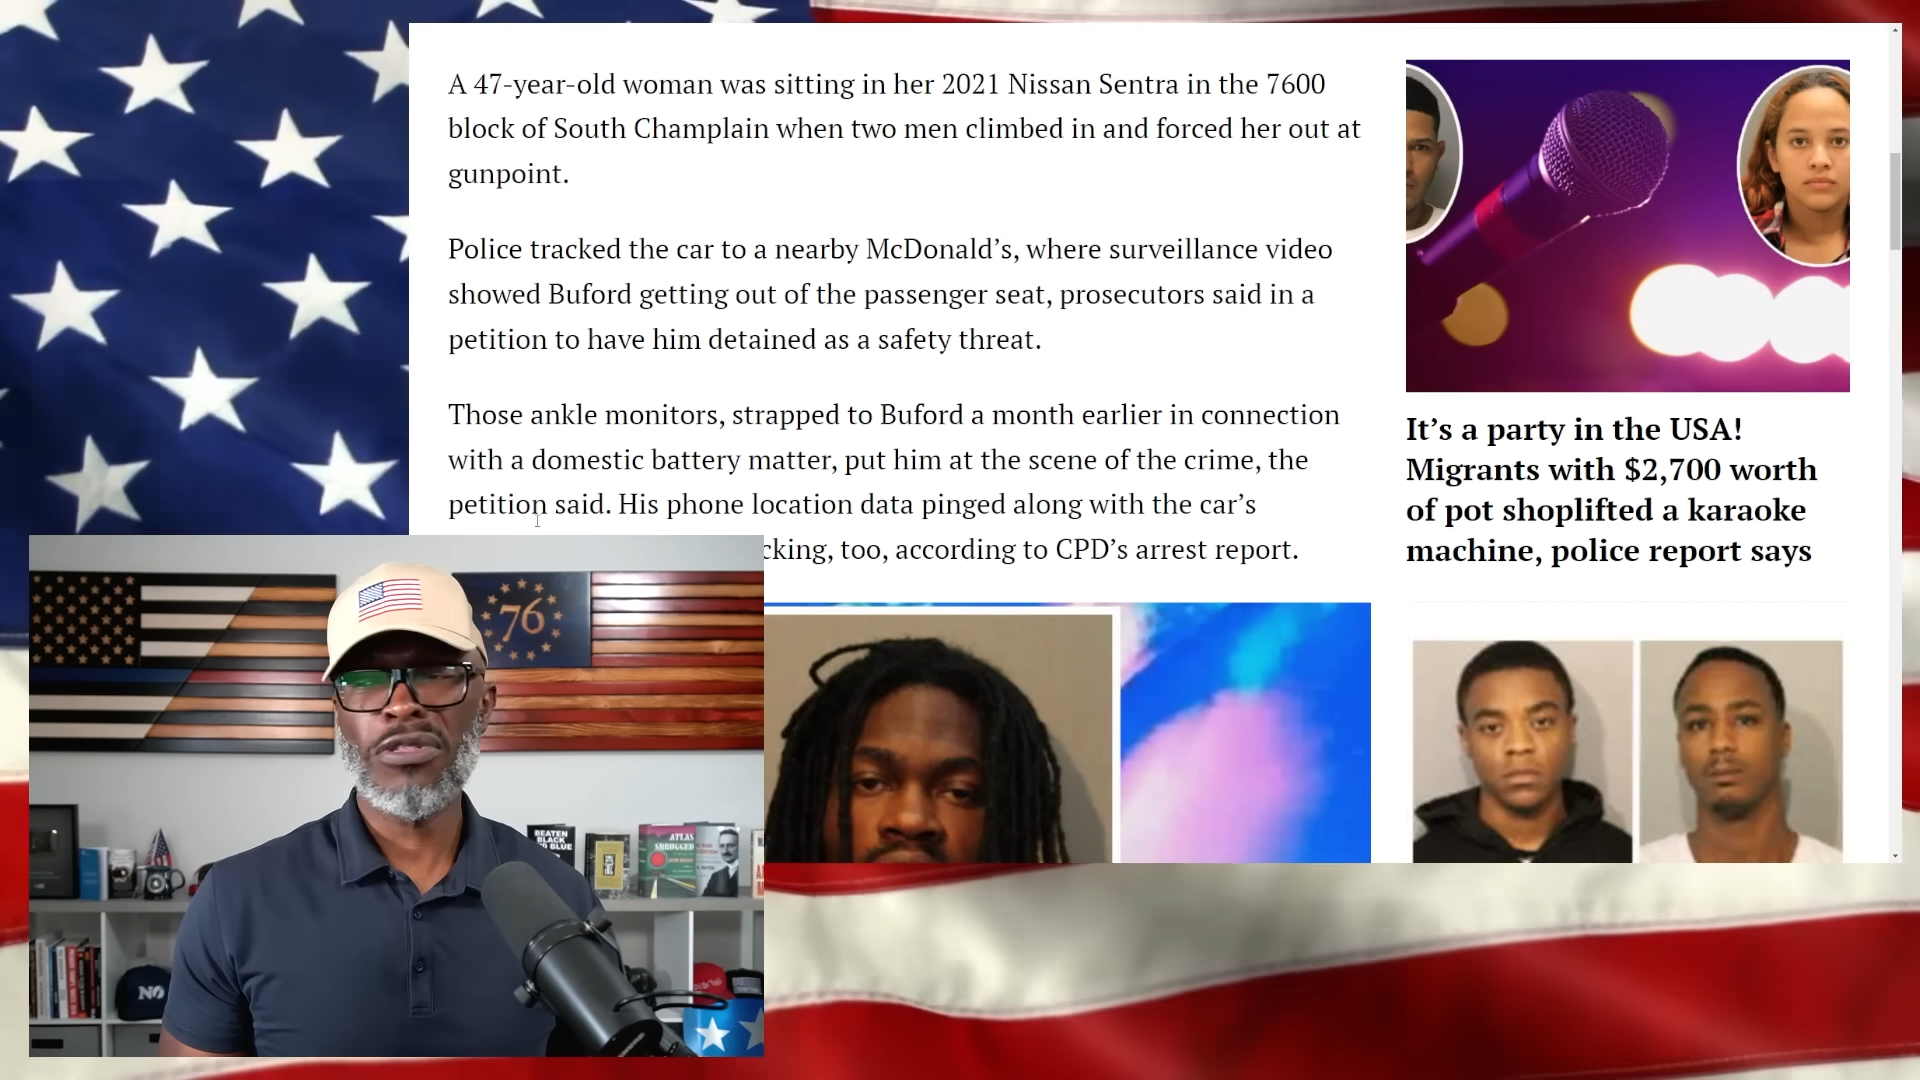 A 47-year-old woman was sitting in her 2021 Nissan Sentra in the 7600
block of South Champlain when two men climbed in and forced her out at
gunpoint.
Police tracked the car to a nearby McDonald’s, where surveillance video
showed Buford getting out of the passenger seat, prosecutors said in a
petition to have him detained as a safety threat.
Those ankle monitors, strapped to Buford a month earlier in connection
with a domestic battery matter, put him at the scene of the crime, the
petition said. His phone location data pinged along with the car’s
cking, too, according to CPD’s arrest report.
It’s a party in the USA!
Migrants with $2,700 worth
of pot shoplifted a karaoke
machine, police report says
76
BEATEN
BLACK
BLUE
ATLAS
SHRUGGED
NO